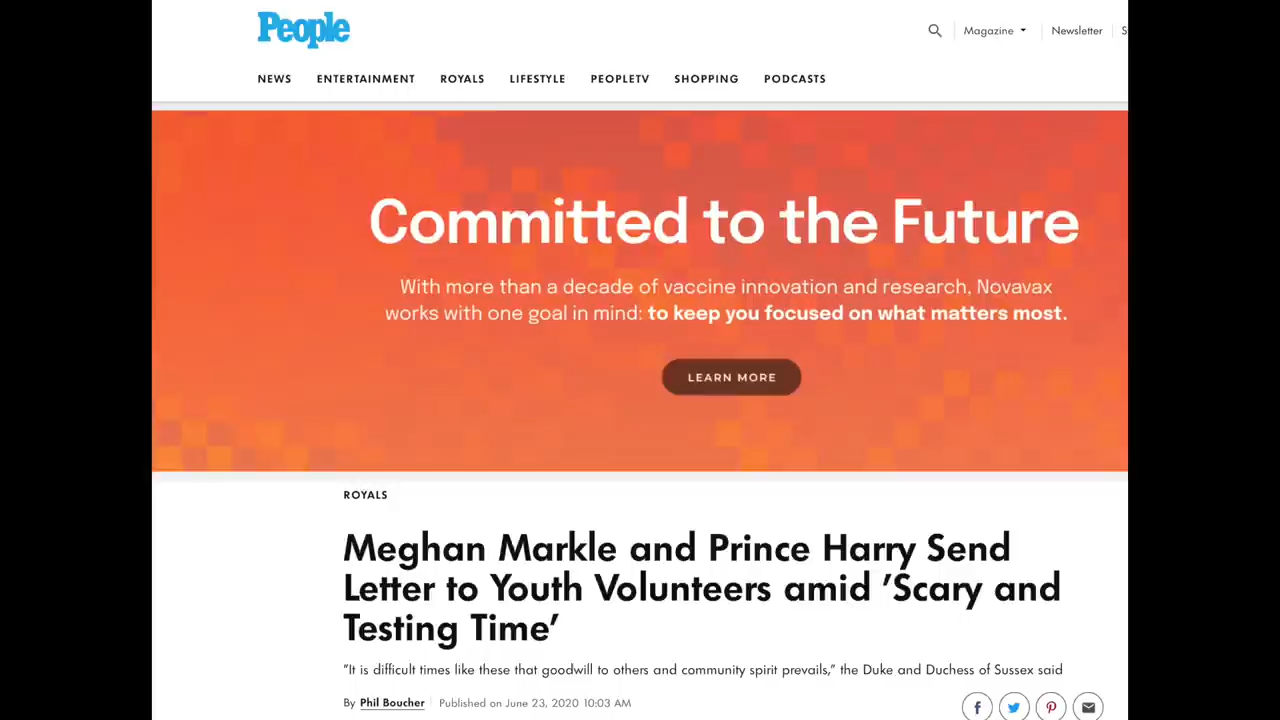 People
Magazine
Newsletter
S
NEWS ENTERTAINMENT ROYALS LIFESTYLE PEOPLETV SHOPPING PODCASTS
Committed to the Future
With more than a decade of vaccine innovation and research, Novavax
works with one goal in mind: to keep you focused on what matters most.
LEARN MORE
ROYALS
Meghan Markle and Prince Harry Send
Letter to Youth Volunteers amid ’Scary and
Testing Time’
“It is difficult times like these that goodwill to others and community spirit prevails,” the Duke and Duchess of Sussex said
By Phil Boucher Published on June 23, 2020 10:03 AM